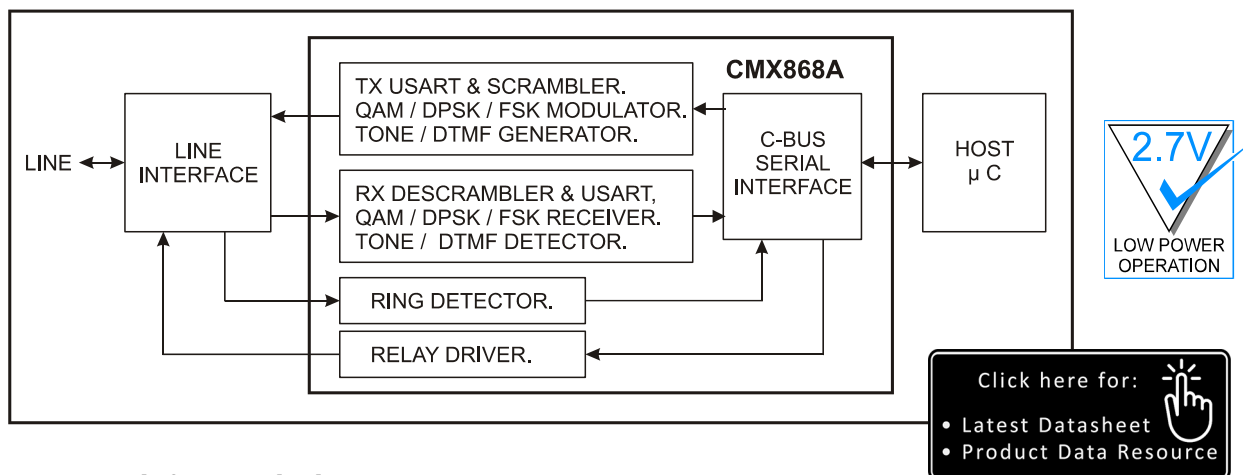 CMX868A
TX USART & SCRAMBLER.
QAM / DPSK / FSK MODULATOR.
TONE / DTMF GENERATOR.
LINE
LINE
INTERFACE
C-BUS
SERIAL
INTERFACE
HOST
µ C
RX DESCRAMBLER & USART,
QAM / DPSK / FSK RECEIVER.
TONE / DTMF DETECTOR.
RING DETECTOR.
RELAY DRIVER.
2.7V
LOW POWER
OPERATION
Click here for:
• Latest Datasheet
• Product Data Resource